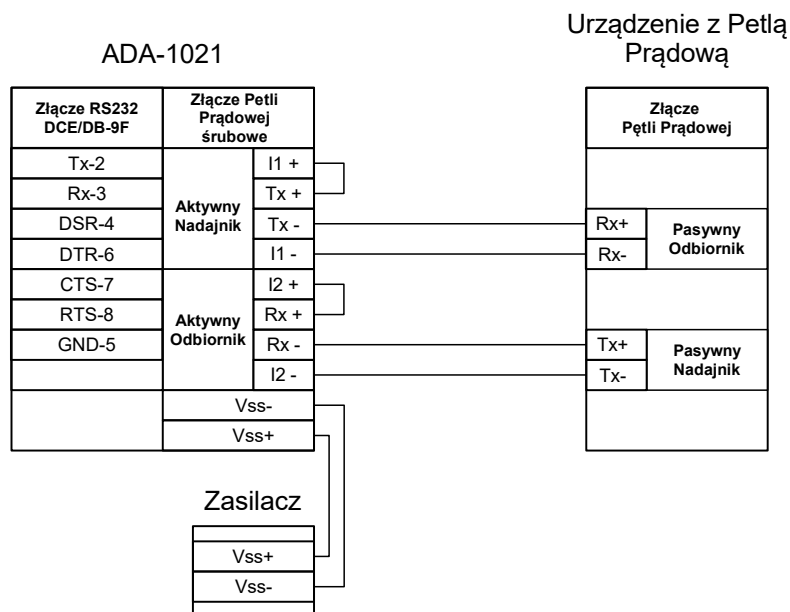 Urządzenie z Petlą
Prądową
ADA-1021
Złącze RS232
DCE/DB-9F
Złącze Petli
Prądowej
śrubowe
Złącze
Pętli Prądowej
Tx-2
I1 +
Rx-3
Tx +
Aktywny
Nadajnik
DSR-4
Tx -
Rx+
Pasywny
Odbiornik
DTR-6
I1 -
Rx-
CTS-7
I2 +
RTS-8
Rx +
Aktywny
Odbiornik
GND-5
Rx -
Tx+
Pasywny
Nadajnik
I2 -
Tx-
Vss-
Vss+
Zasilacz
Vss+
Vss-